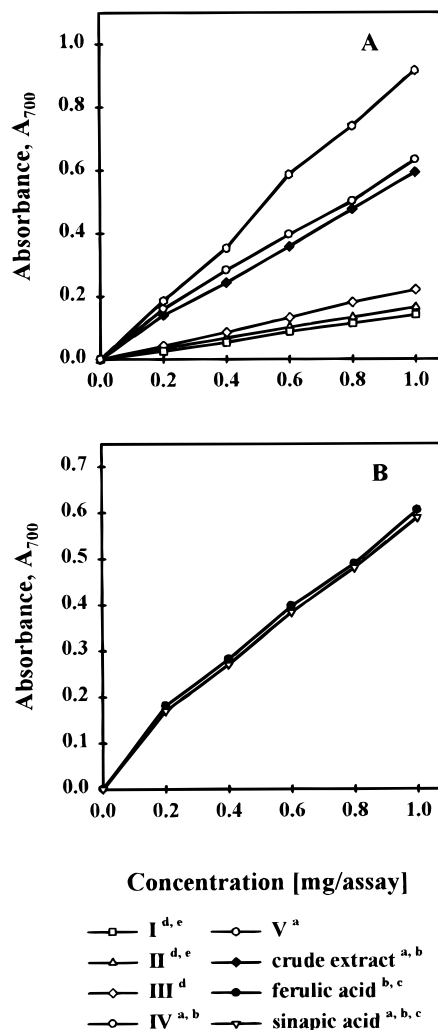 A
1.0
0.8
0.6
0.4
0.2
0.0
Absorbance, A700
0.0 0.2 0.4 0.6 0.8 1.0
B
0.7
0.6
0.5
0.4
0.3
0.2
0.1
0.0
Absorbance, A700
0.0 0.2 0.4 0.6 0.8 1.0
Concentration [mg/assay]
I d, e
II d, e
III d
IV a, b
V a
crude extract a, b
ferulic acid b, c
sinapic acid a, b, c